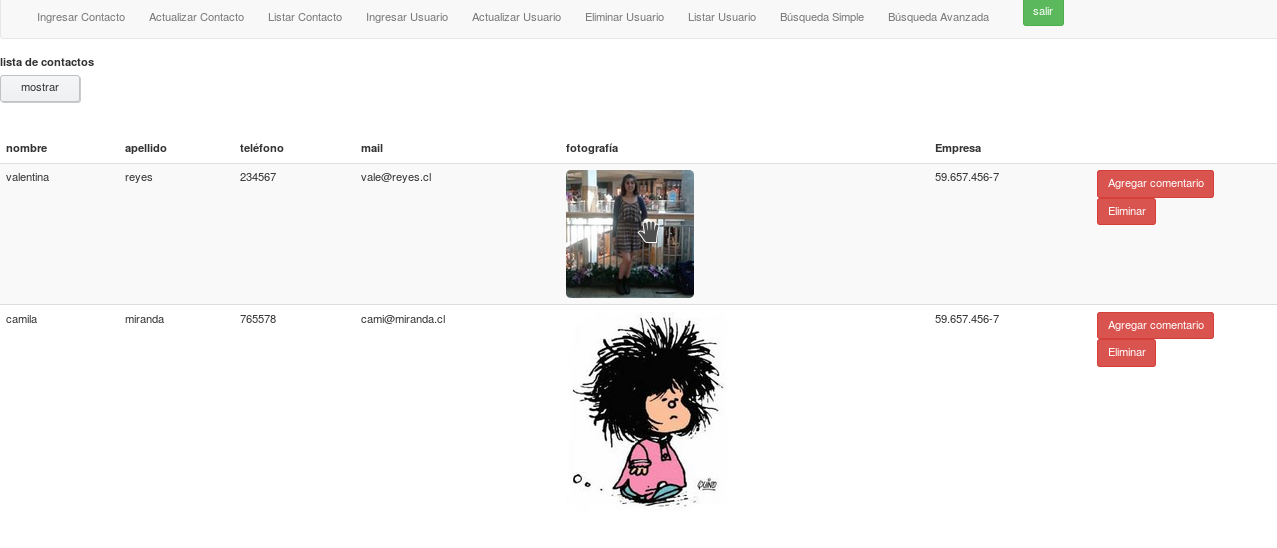 Ingresar Contacto Actualizar Contacto Listar Contacto Ingresar Usuario Actualizar Usuario Eliminar Usuario Listar Usuario Búsqueda Simple Búsqueda Avanzada salir
lista de contactos
mostrar
nombre apellido teléfono mail fotografía Empresa
valentina reyes 234567 vale@reyes.cl 59.657.456-7 Agregar comentario
Eliminar
camila miranda 765578 cami@miranda.cl 59.657.456-7 Agregar comentario
Eliminar
QUINO